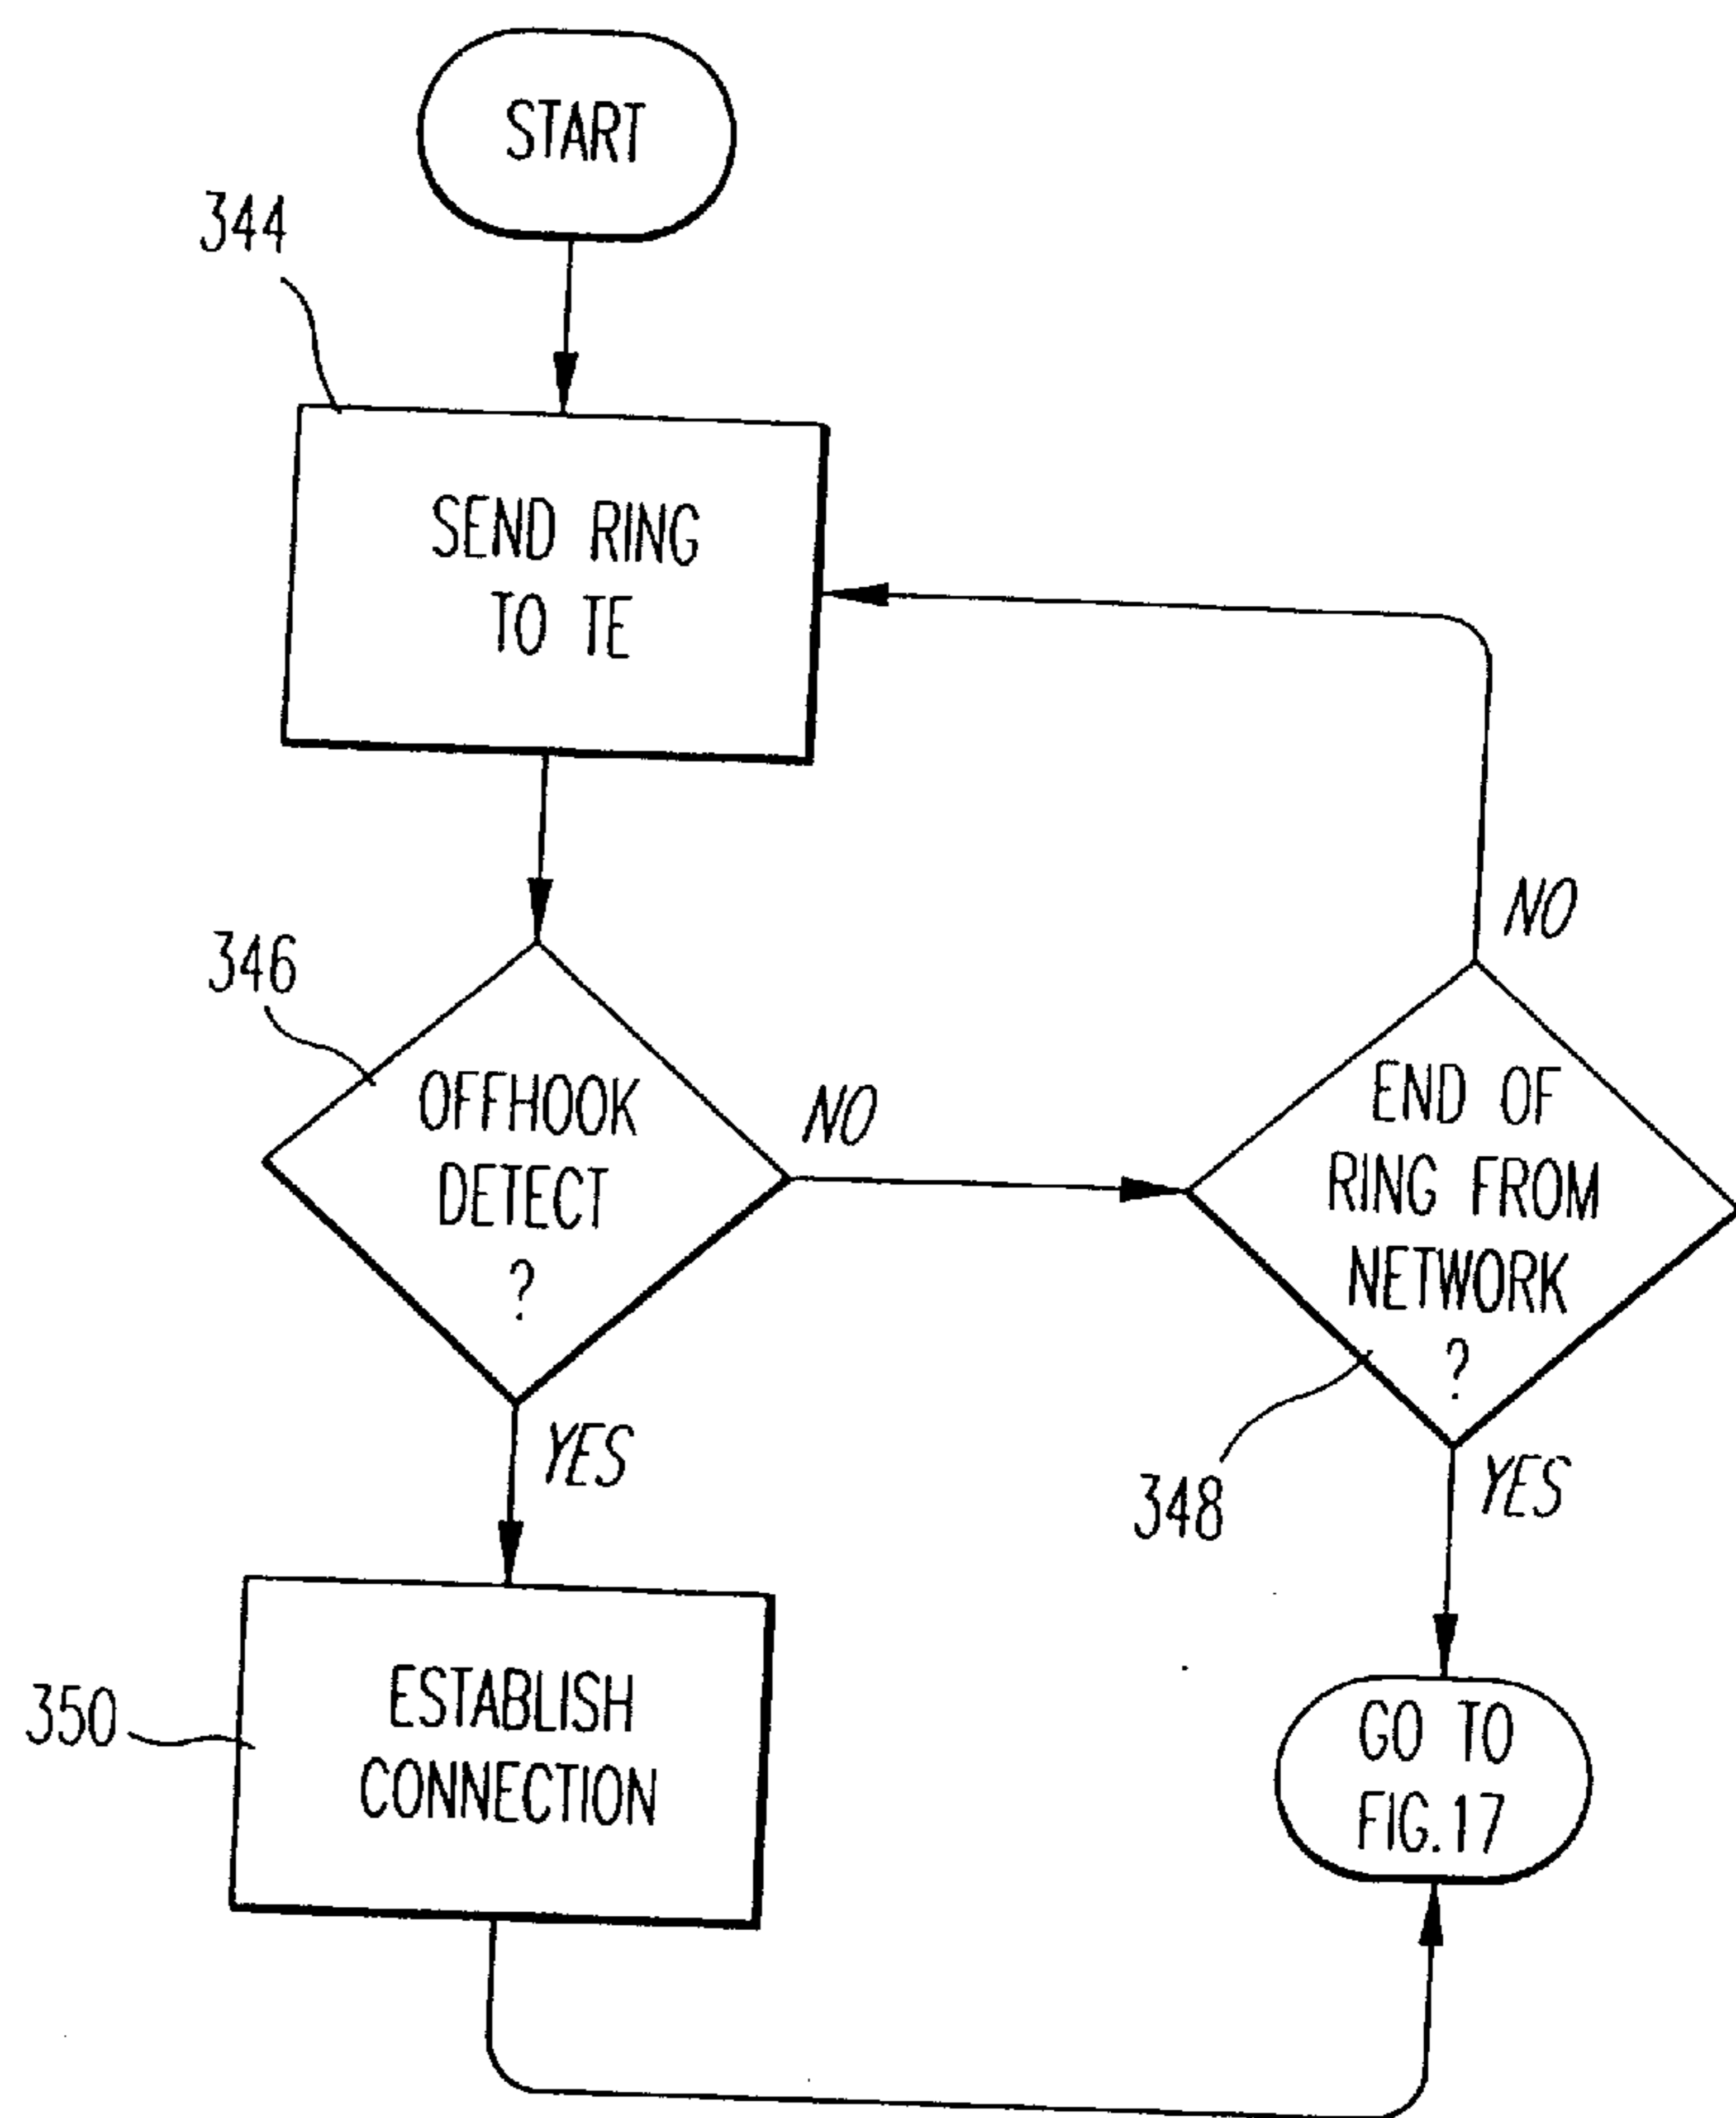 START
344
SEND RING
TO TE
346
OFFHOOK
DETECT
?
NO
YES
END OF
RING FROM
NETWORK
?
NO
YES
348
350
ESTABLISH
CONNECTION
GO TO
FIG.17